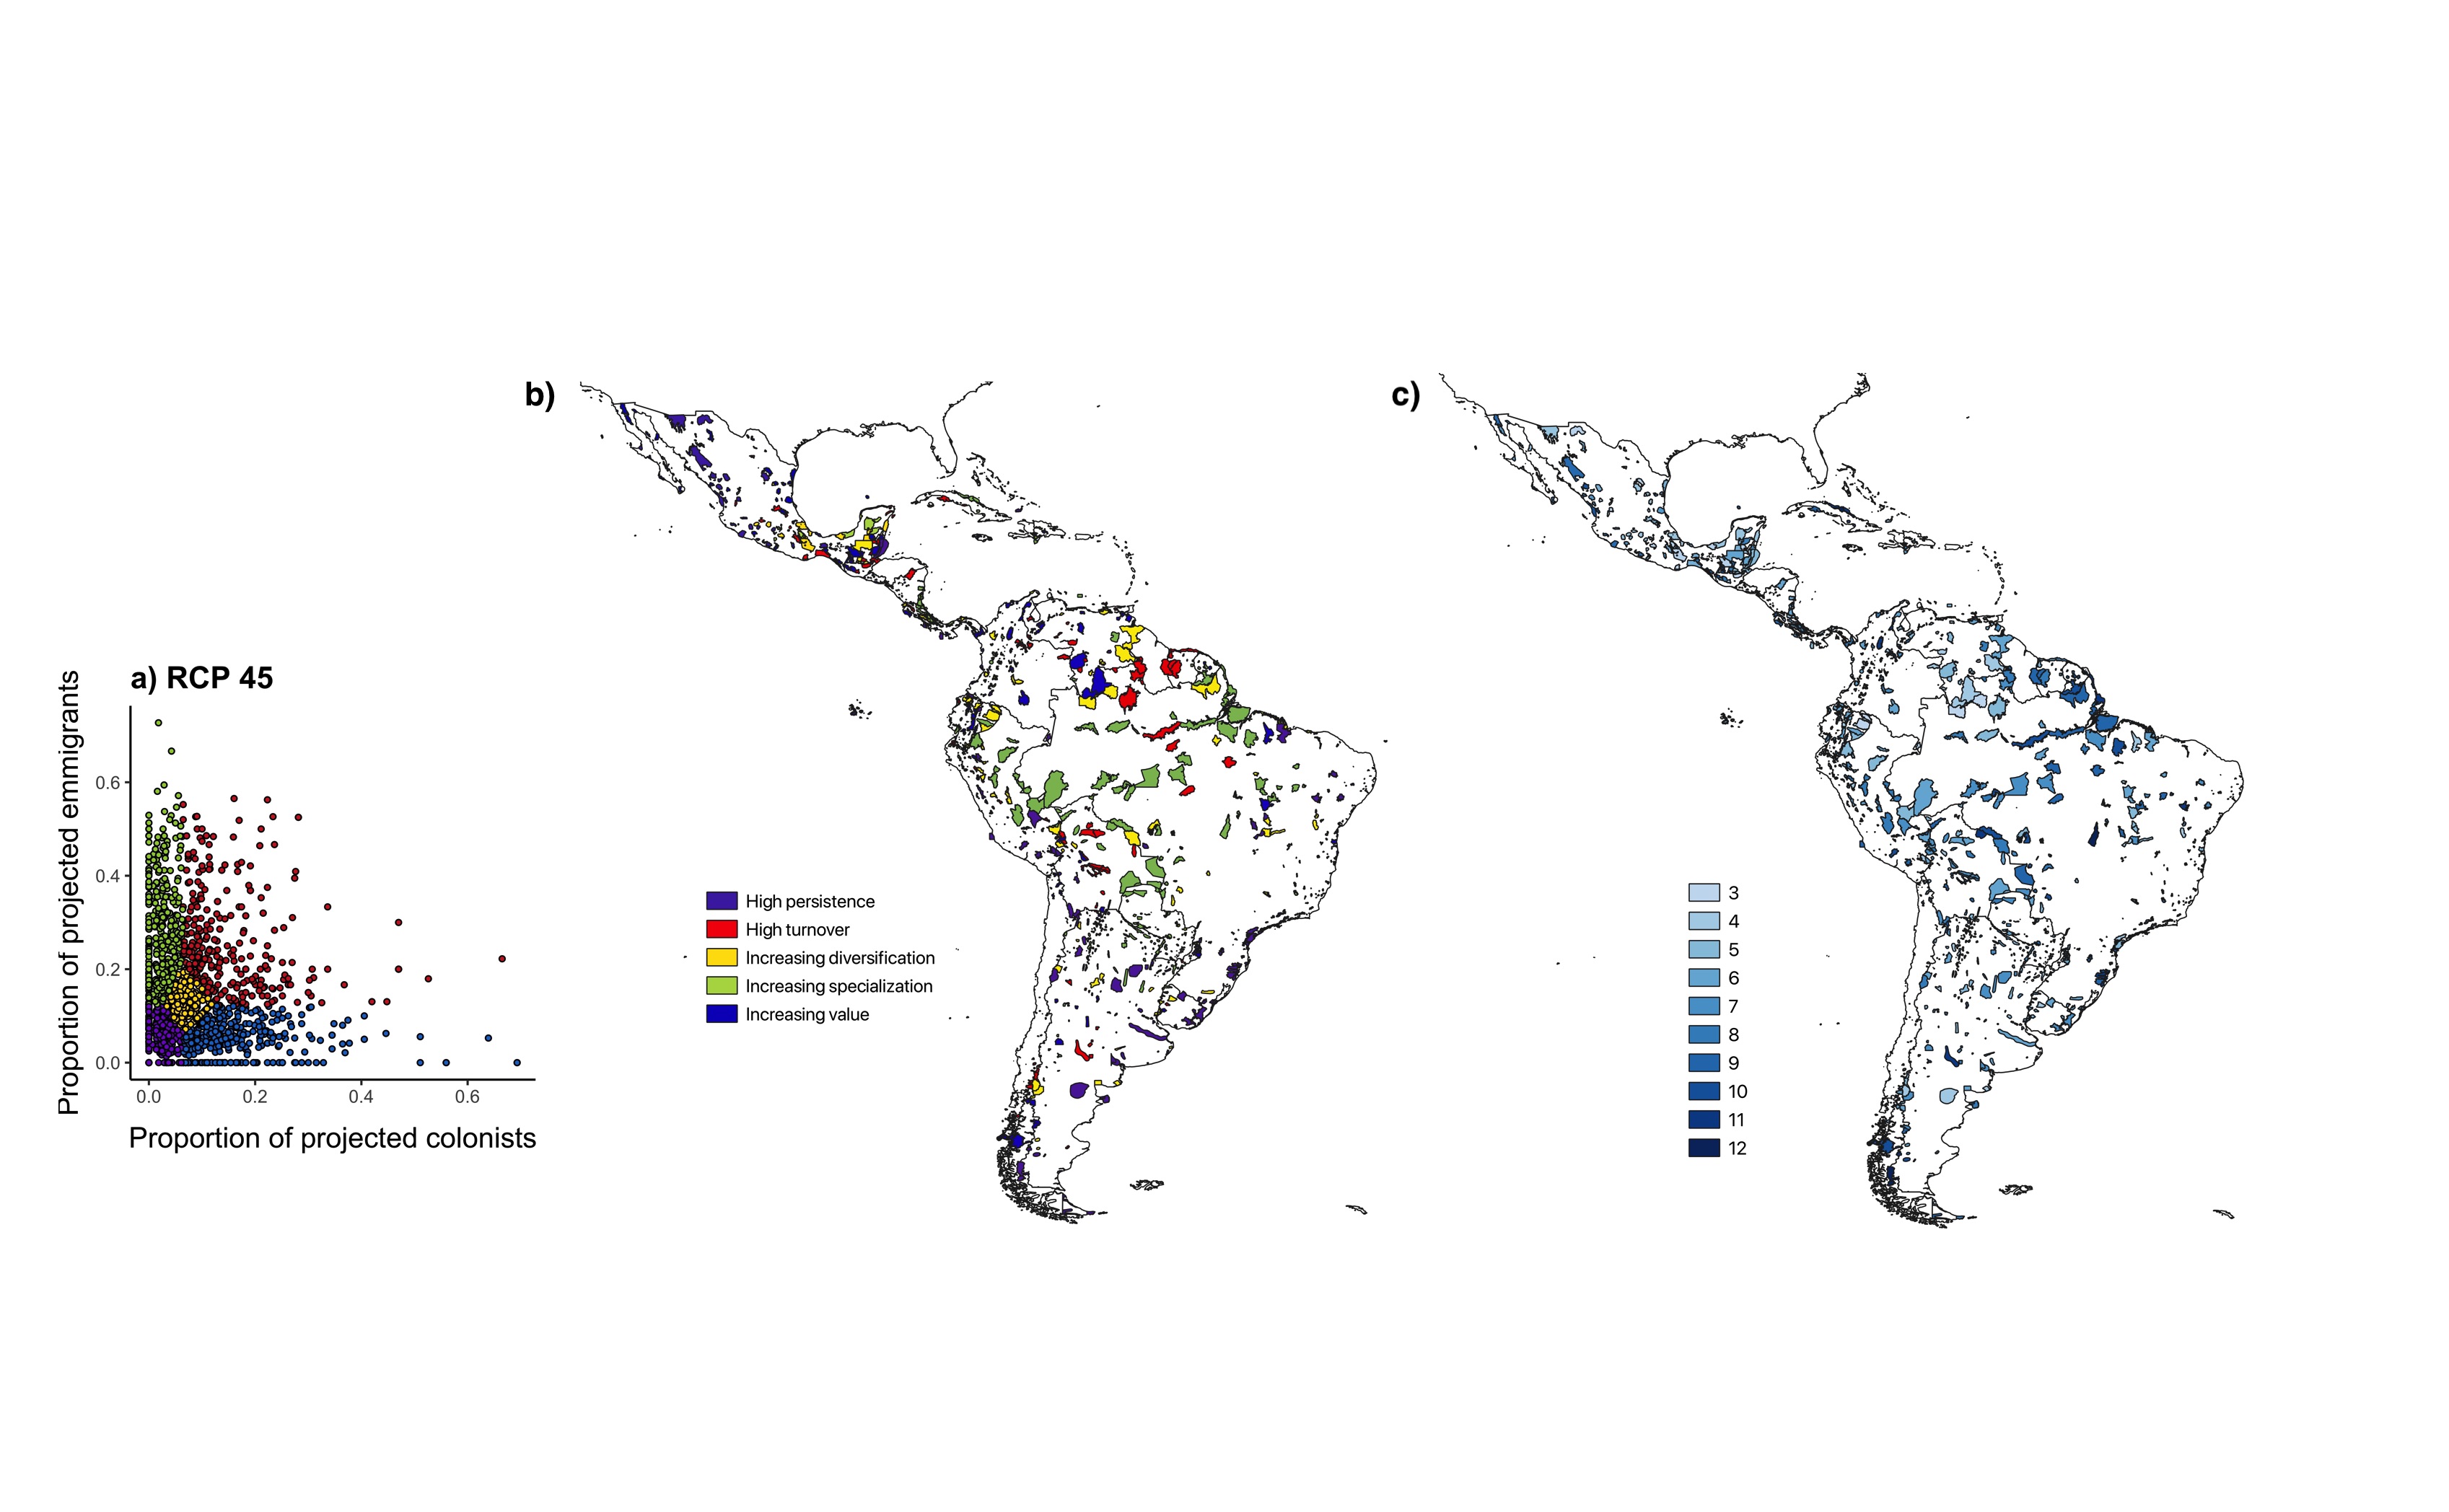 b)
c)
a) RCP 45
Proportion of projected emmigrants
0.6
0.4
0.2
0.0
0.0 0.2 0.4 0.6
Proportion of projected colonists
High persistence
High turnover
Increasing diversification
Increasing specialization
Increasing value
3
4
5
6
7
8
9
10
11
12